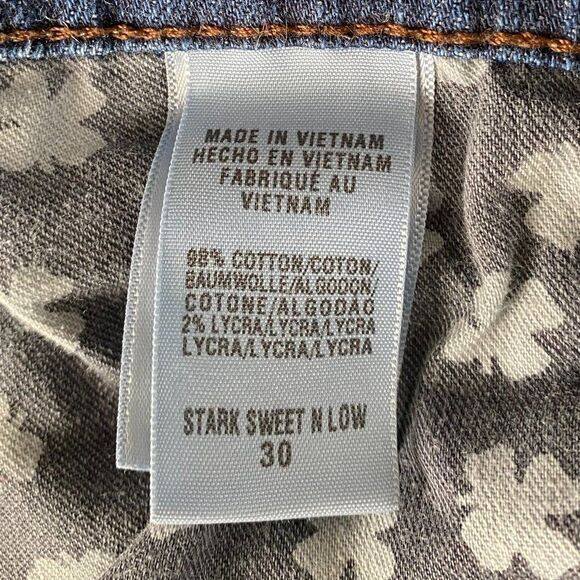 MADE IN VIETNAM
HECHO EN VIETNAM
FABRIQUÉ AU
VIETNAM
98% COTTON/COTON/
BAUMWOLLE/ALGODON/
COTONE/ALGODAO
2% LYCRA/LYCRA/LYCRA
LYCRA/LYCRA/LYCRA
STARK SWEET N LOW
30